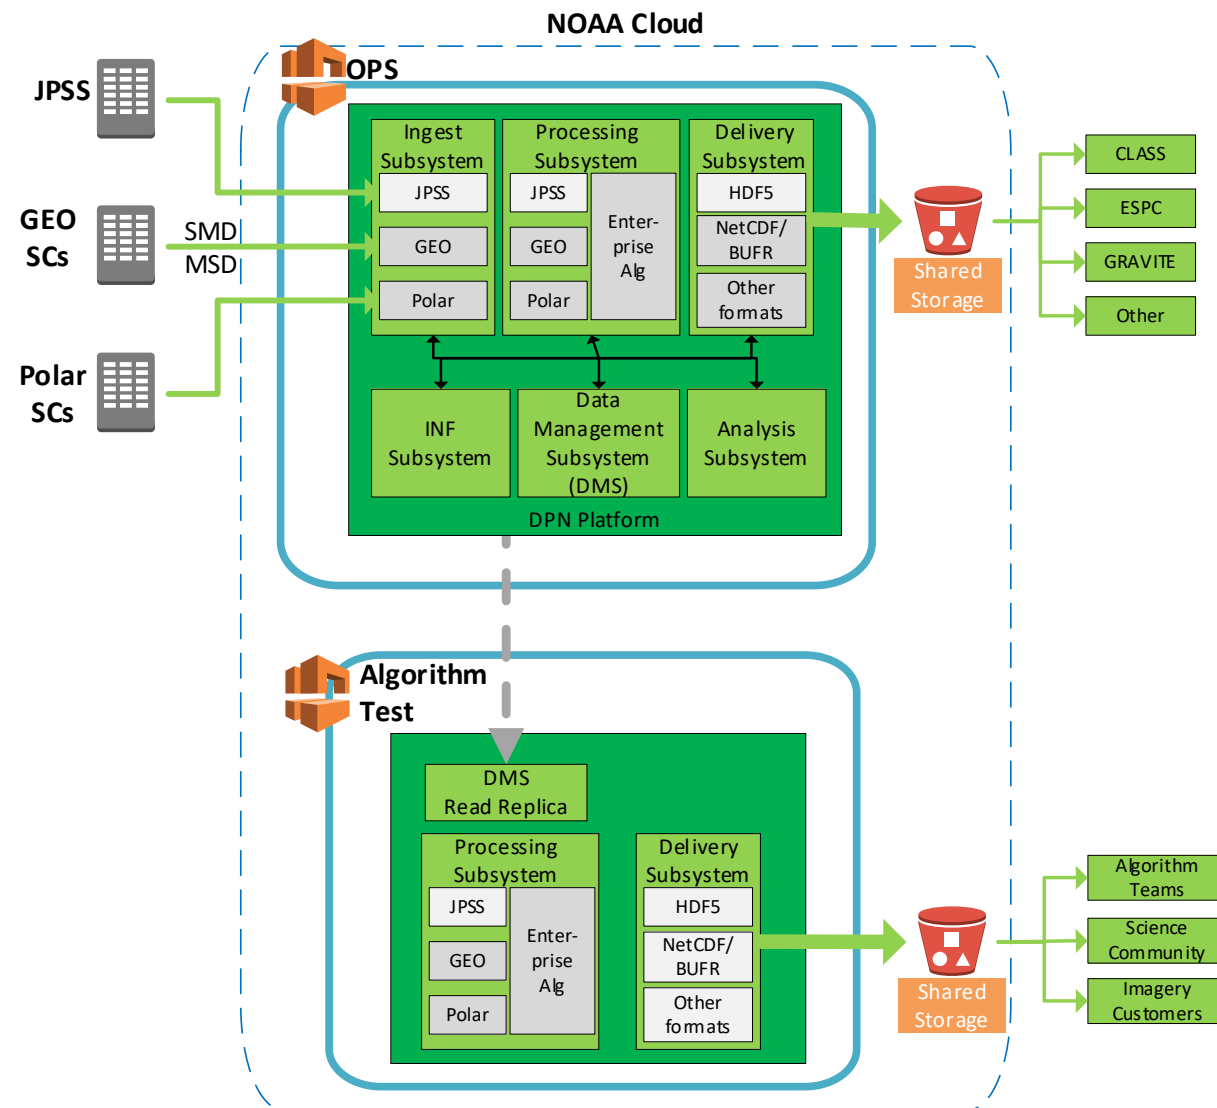 NOAA Cloud
OPS
JPSS
GEO
SCs
SMD
MSD
Polar
SCs
Ingest
Subsystem
JPSS
GEO
Polar
Processing
Subsystem
JPSS
GEO
Polar
Enter-
prise
Alg
Delivery
Subsystem
HDF5
NetCDF/
BUFR
Other
formats
INF
Subsystem
Data
Management
Subsystem
(DMS)
Analysis
Subsystem
DPN Platform
Shared
Storage
CLASS
ESPC
GRAVITE
Other
Algorithm
Test
DMS
Read Replica
Processing
Subsystem
JPSS
GEO
Polar
Enter-
prise
Alg
Delivery
Subsystem
HDF5
NetCDF/
BUFR
Other
formats
Shared
Storage
Algorithm
Teams
Science
Community
Imagery
Customers